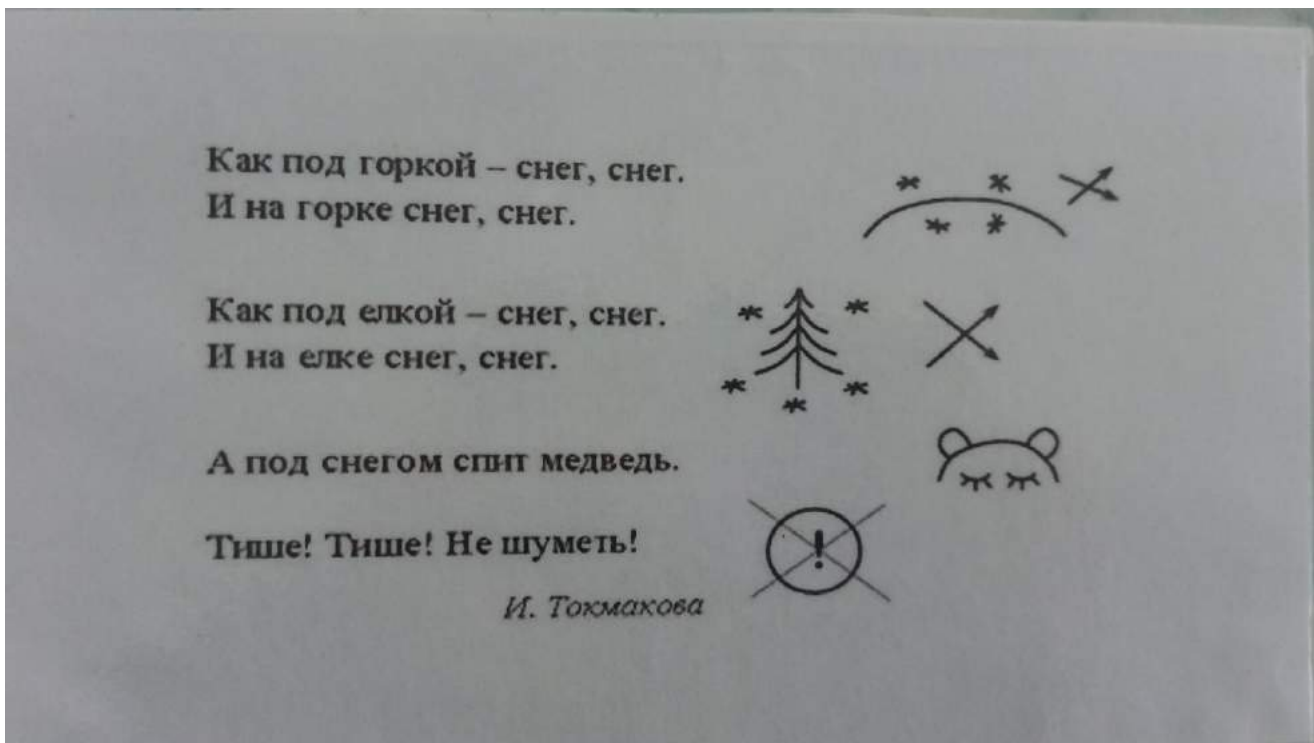 Как под горкой – снег, снег.
И на горке снег, снег.
Как под елкой – снег, снег.
И на елке снег, снег.
А под снегом спит медведь.
Тише! Тише! Не шуметь!
И. Токмакова